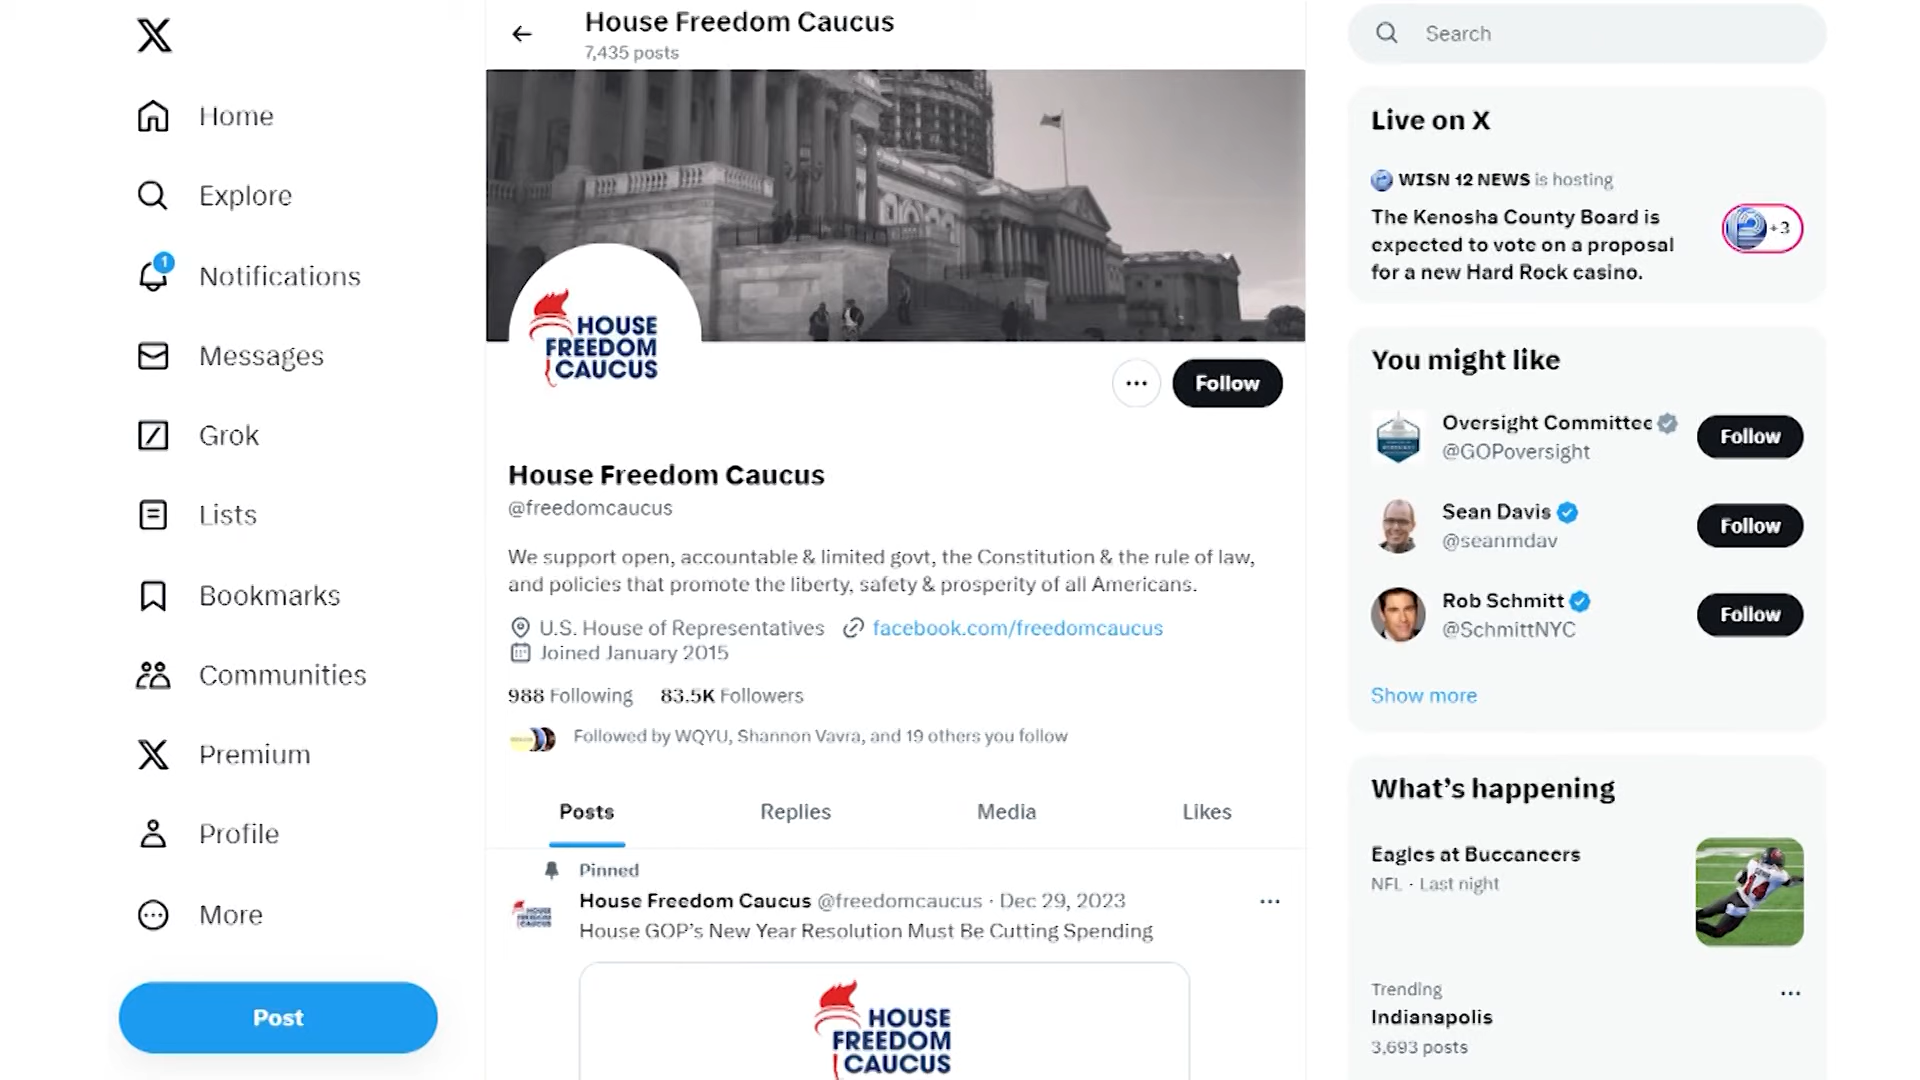 Home
Explore
1
Notifications
Messages
Grok
Lists
Bookmarks
Communities
Premium
Profile
More
Post
House Freedom Caucus
7,435 posts
HOUSE
FREEDOM
CAUCUS
Follow
House Freedom Caucus
@freedomcaucus
We support open, accountable & limited govt, the Constitution & the rule of law,
and policies that promote the liberty, safety & prosperity of all Americans.
U.S. House of Representatives facebook.com/freedomcaucus
Joined January 2015
988 Following 83.5K Followers
Followed by WQYU, Shannon Vavra, and 19 others you follow
Posts Replies Media Likes
Pinned
House Freedom Caucus @freedomcaucus · Dec 29, 2023
House GOP's New Year Resolution Must Be Cutting Spending
HOUSE
FREEDOM
CAUCUS
HOUSE
FREEDOM
CAUCUS
Search
Live on X
WISN 12 NEWS is hosting
The Kenosha County Board is
expected to vote on a proposal
for a new Hard Rock casino.
+3
You might like
Oversight Committee
@GOPoversight
Follow
Sean Davis
@seanmdav
Follow
Rob Schmitt
@SchmittNYC
Follow
Show more
What's happening
Eagles at Buccaneers
NFL · Last night
14
Trending
Indianapolis
3,693 posts